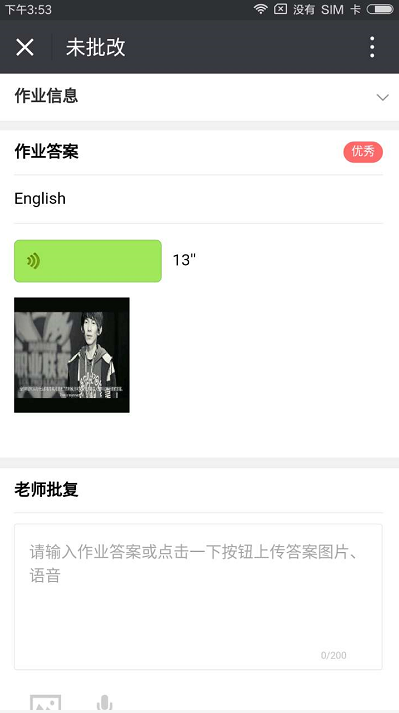 下午3:53
没有 SIM 卡
未批改
作业信息
作业答案
优秀
English
13"
职业联
老师批复
请输入作业答案或点击一下按钮上传答案图片、
语音
0/200